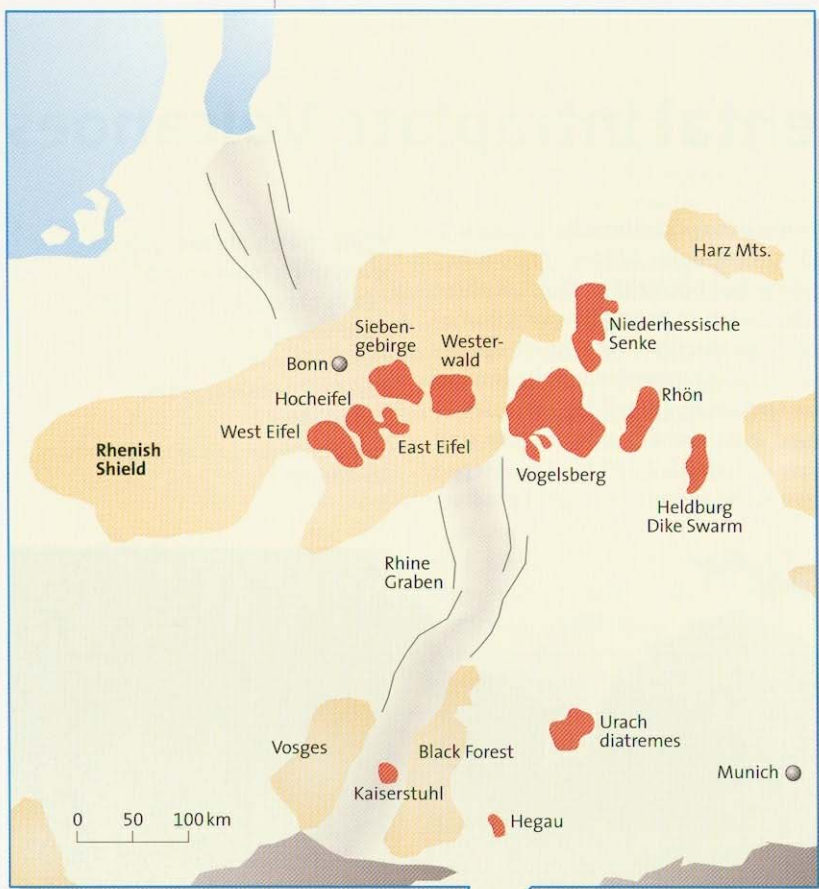 Harz Mts.
Sieben-
gebirge
Wester-
wald
Niederhessische
Senke
Bonn
Hocheifel
Rhön
West Eifel
East Eifel
Rhenish
Shield
Vogelsberg
Heldburg
Dike Swarm
Rhine
Graben
Urach
diatremes
Vosges
Black Forest
Munich
Kaiserstuhl
0 50 100 km
Hegau